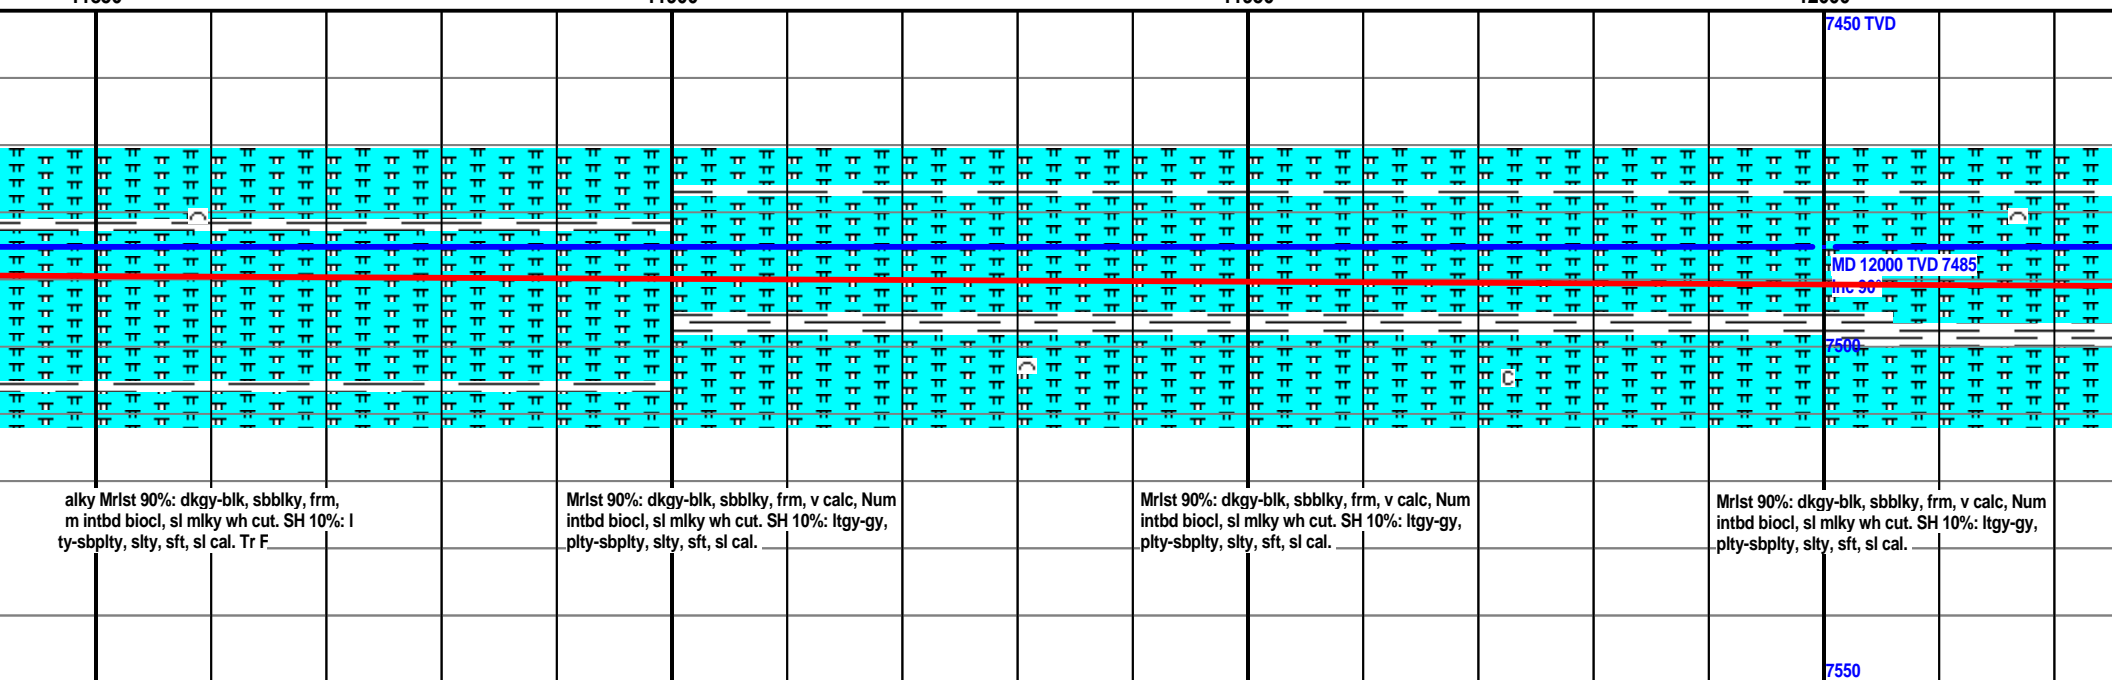 7450 TVD
MD 12000 TVD 7485
Inc 90°
7500
alky Mrlst 90%: dkgy-blk, sbblky, frm,
m intbd biocl, sl mlky wh cut. SH 10%: l
ty-sbplty, slty, sft, sl cal. Tr F
Mrlst 90%: dkgy-blk, sbblky, frm, v calc, Num
intbd biocl, sl mlky wh cut. SH 10%: ltgy-gy,
plty-sbplty, slty, sft, sl cal.
Mrlst 90%: dkgy-blk, sbblky, frm, v calc, Num
intbd biocl, sl mlky wh cut. SH 10%: ltgy-gy,
plty-sbplty, slty, sft, sl cal.
Mrlst 90%: dkgy-blk, sbblky, frm, v calc, Num
intbd biocl, sl mlky wh cut. SH 10%: ltgy-gy,
plty-sbplty, slty, sft, sl cal.
7550